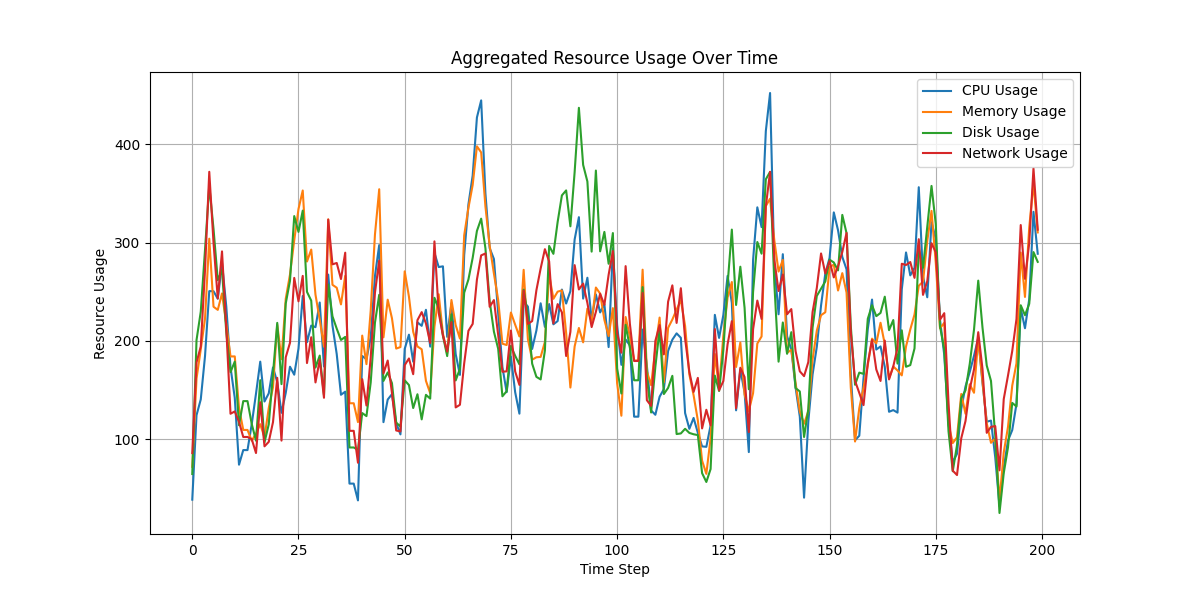 Aggregated Resource Usage Over Time
CPU Usage
Memory Usage
Disk Usage
Network Usage
Resource Usage
400
300
200
100
0 25 50 75 100 125 150 175 200
Time Step